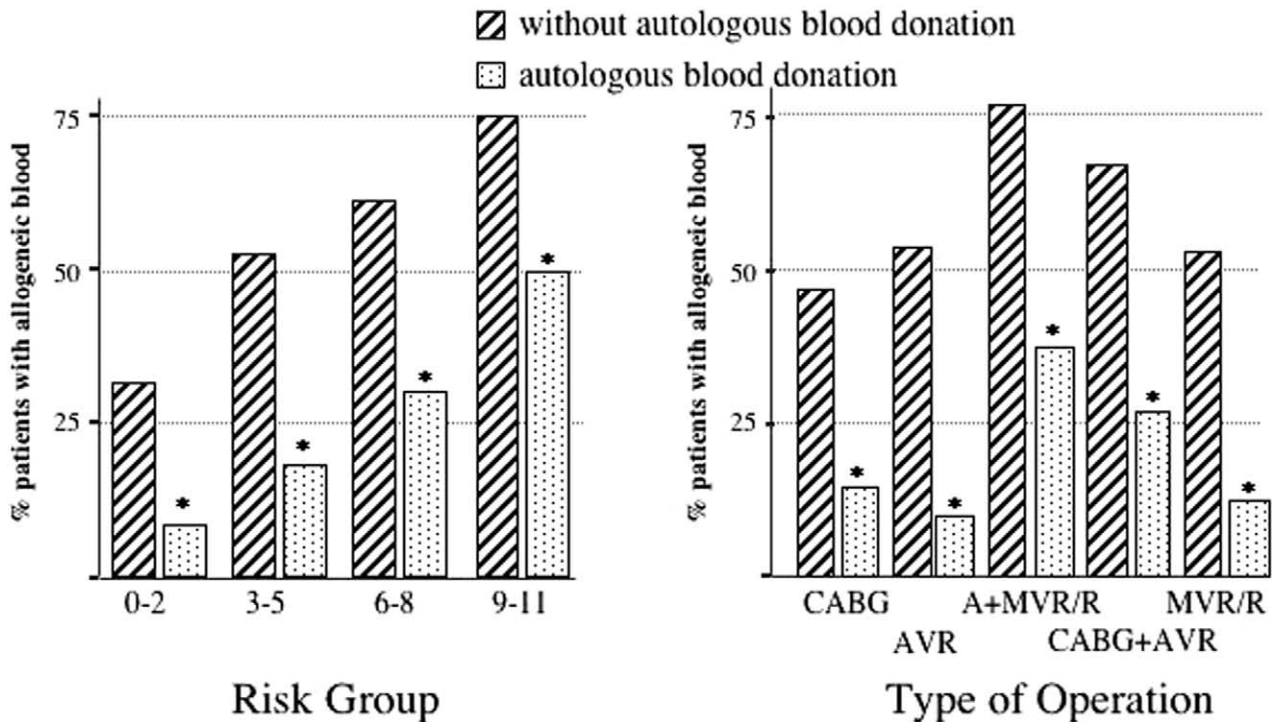 without autologous blood donation
autologous blood donation
% patients with allogeneic blood
75
50
25
* * * *
0-2 3-5 6-8 9-11
Risk Group
% patients with allogeneic blood
75
50
25
* * * * *
CABG A+MVR/R MVR/R
AVR CABG+AVR
Type of Operation